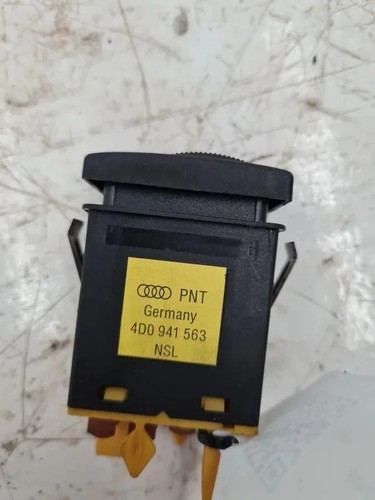 PNT
Germany
4D0 941 563
NSL